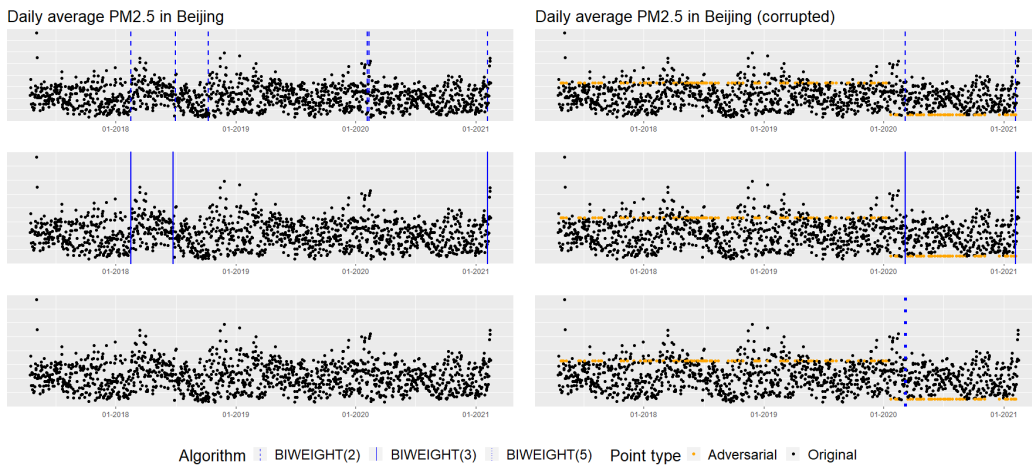 Daily average PM2.5 in Beijing
Daily average PM2.5 in Beijing (corrupted)
01-2018 01-2019 01-2020 01-2021
01-2018 01-2019 01-2020 01-2021
01-2018 01-2019 01-2020 01-2021
01-2018 01-2019 01-2020 01-2021
01-2018 01-2019 01-2020 01-2021
01-2018 01-2019 01-2020 01-2021
Algorithm BIWEIGHT(2) BIWEIGHT(3) BIWEIGHT(5) Point type Adversarial Original